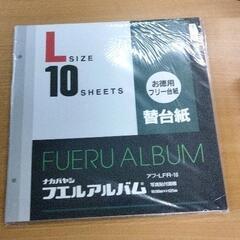 L SIZE
10 SHEETS
お徳用
フリー台紙
替台紙
FUERU ALBUM
ナカバヤシ
フエルアルバム
アフ-LFR-10